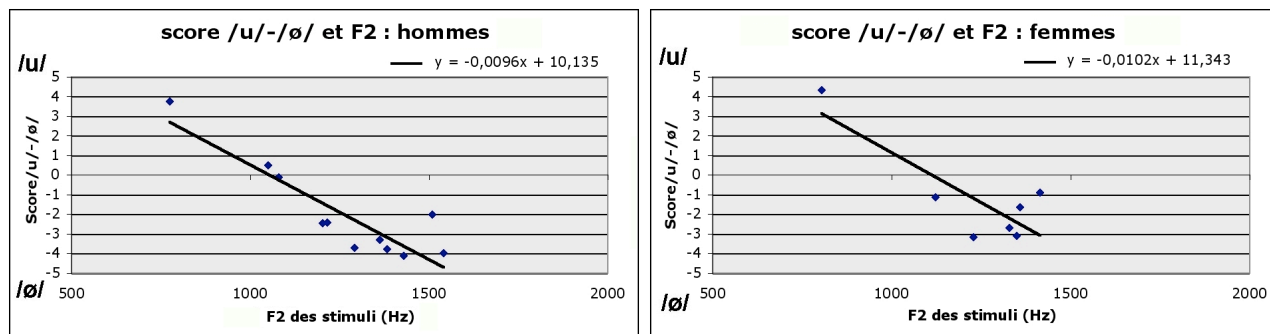 score /u/-/ø/ et F2 : hommes
/u/
y = -0,0096x + 10,135
Score/u/-/ø/
5
4
3
2
1
0
-1
-2
-3
-4
-5
/ø/
500
1000
1500
2000
F2 des stimuli (Hz)
score /u/-/ø/ et F2 : femmes
/u/
y = -0,0102x + 11,343
Score/u/-/ø/
5
4
3
2
1
0
-1
-2
-3
-4
-5
/ø/
500
1000
1500
2000
F2 des stimuli (Hz)